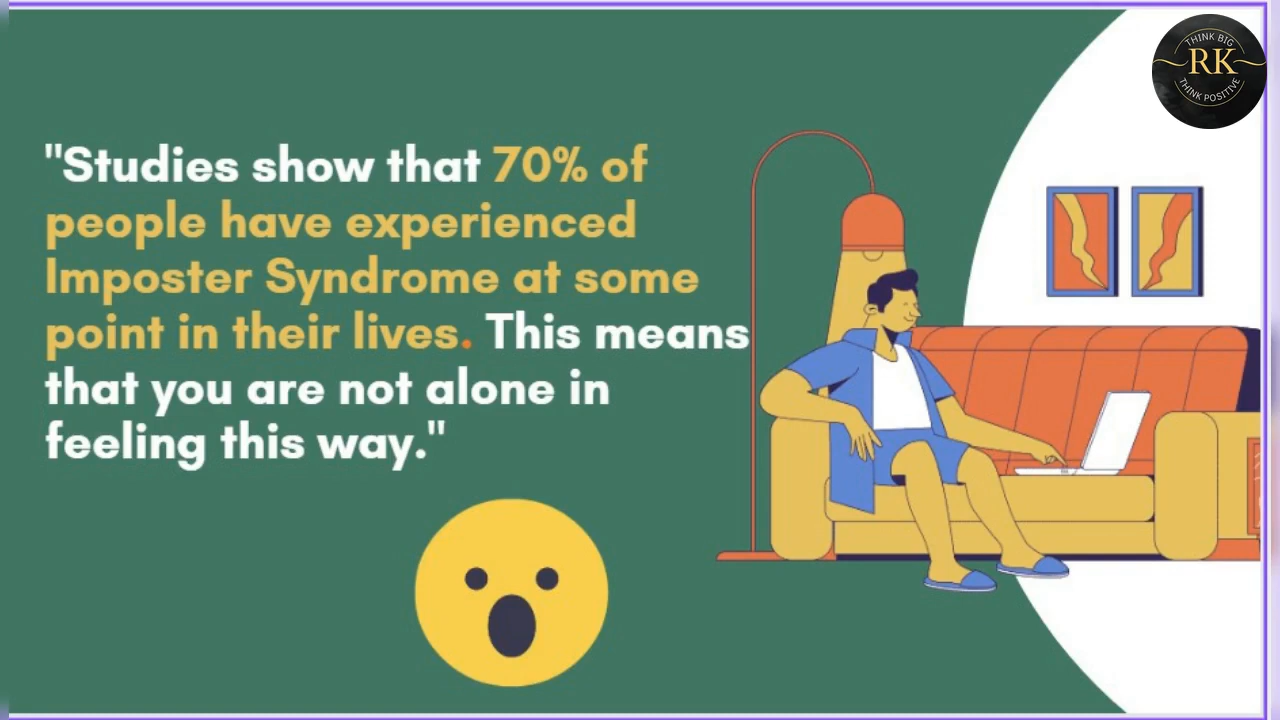 "Studies show that 70% of
people have experienced
Imposter Syndrome at some
point in their lives. This means
that you are not alone in
feeling this way."
THINK BIG
RK
THINK POSITIVE